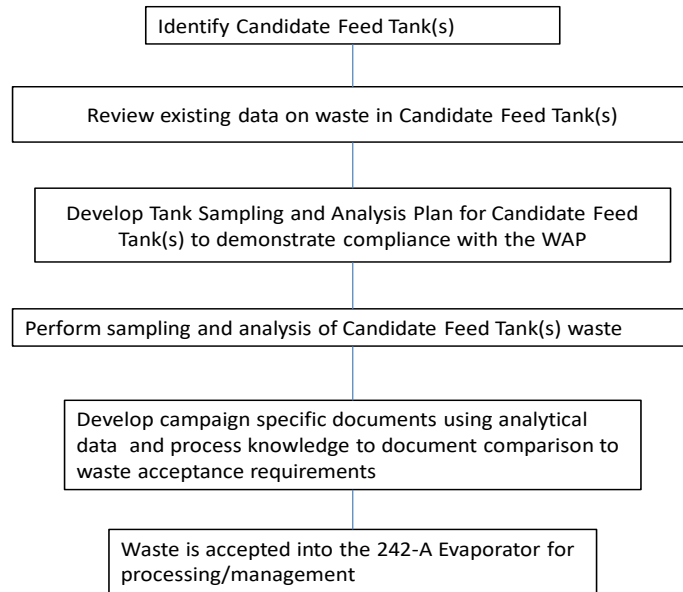 Identify Candidate Feed Tank(s)
Review existing data on waste in Candidate Feed Tank(s)
Develop Tank Sampling and Analysis Plan for Candidate Feed
Tank(s) to demonstrate compliance with the WAP
Perform sampling and analysis of Candidate Feed Tank(s) waste
Develop campaign specific documents using analytical
data and process knowledge to document comparison to
waste acceptance requirements
Waste is accepted into the 242-A Evaporator for
processing/management